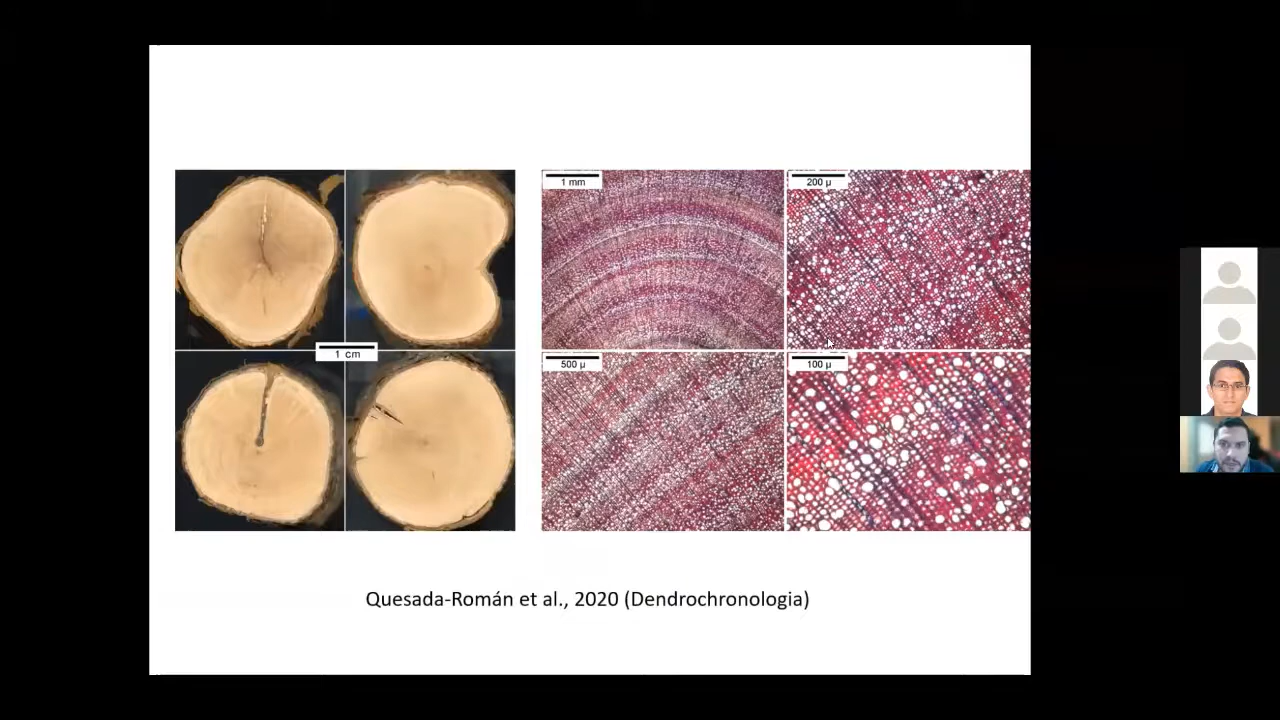 1 mm
200 µ
1 cm
500 µ
100 µ
Quesada-Román et al., 2020 (Dendrochronologia)